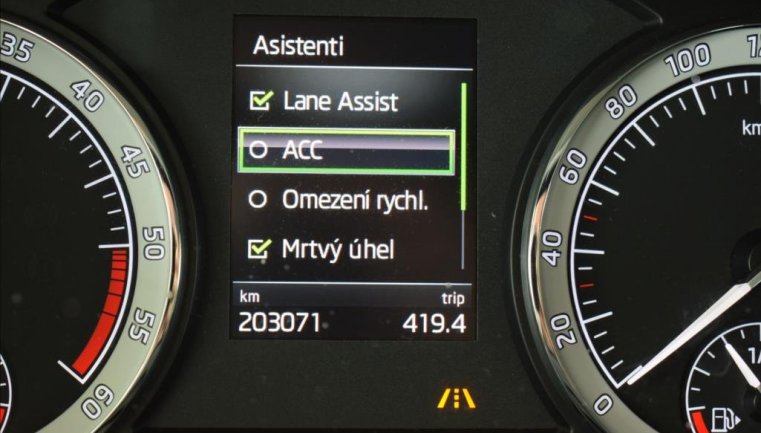 Asistenti
Lane Assist
ACC
Omezení rychl.
Mrtvý úhel
km trip
203071 419.4
35
40
45
50
55
60
0
20
40
60
80
100
km